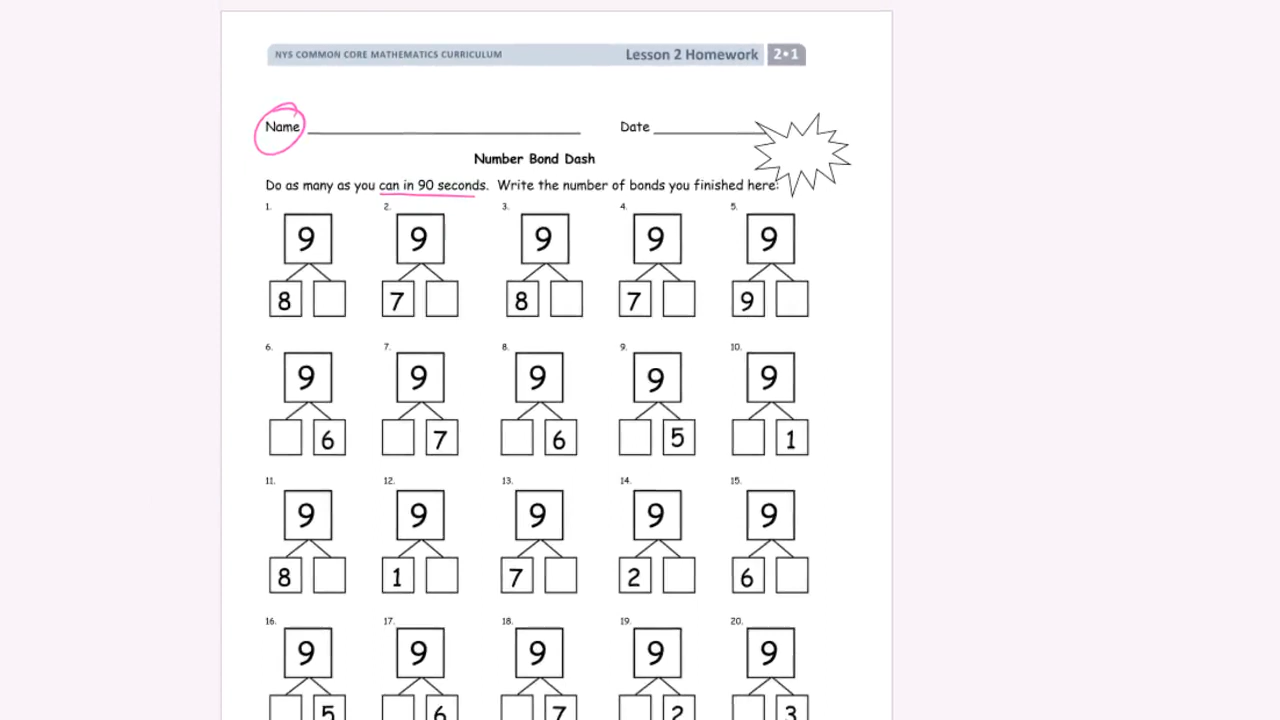 NYS COMMON CORE MATHEMATICS CURRICULUM Lesson 2 Homework 2•1
Name Date
Number Bond Dash
Do as many as you can in 90 seconds. Write the number of bonds you finished here:
1. 2. 3. 4. 5.
9 9 9 9 9
8 7 8 7 9
6. 7. 8. 9. 10.
9 9 9 9 9
6 7 6 5 1
11. 12. 13. 14. 15.
9 9 9 9 9
8 1 7 2 6
16. 17. 18. 19. 20.
9 9 9 9 9
5 6 7 2 3